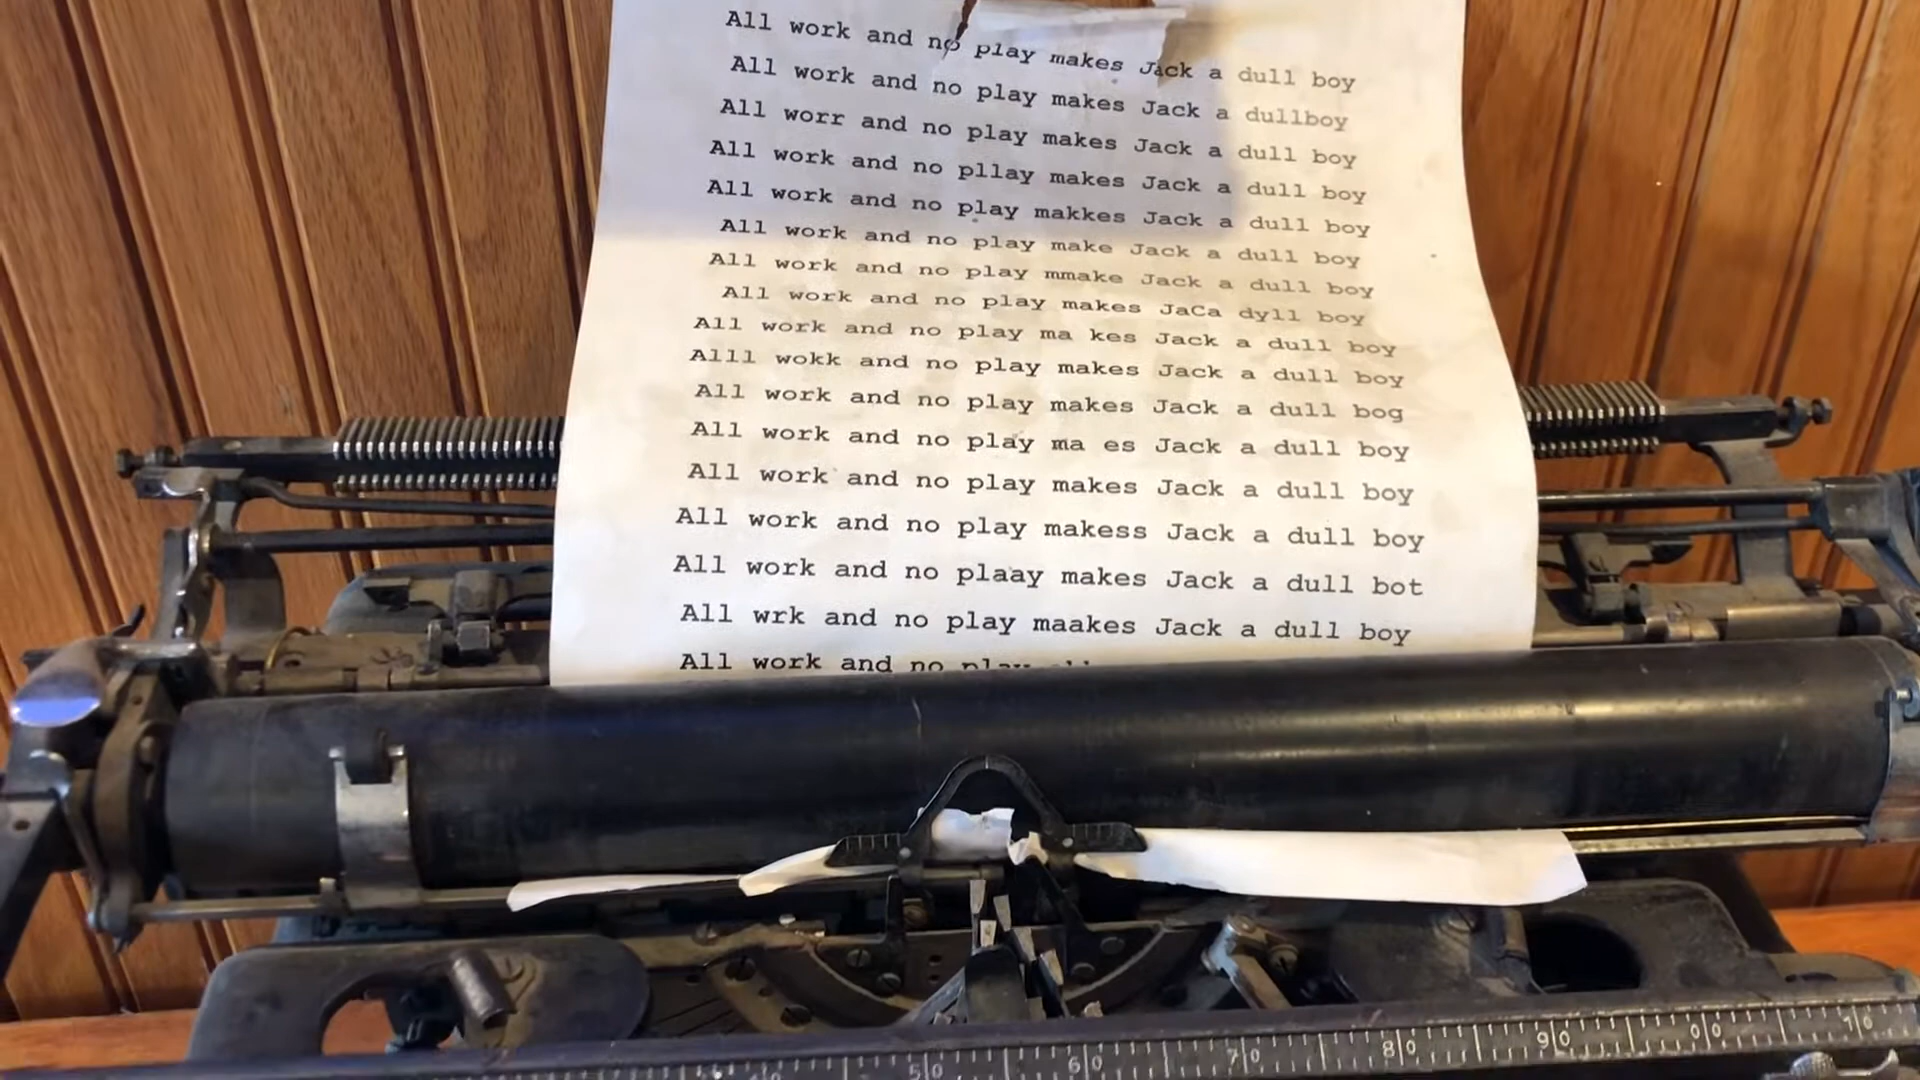 All work and no play makes Jack a dull boy
All work and no play makes Jack a dullboy
All worr and no play makes Jack a dull boy
All work and no pllay makes Jack a dull boy
All work and no play makkes Jack a dull boy
All work and no play make Jack a dull boy
All work and no play mmake Jack a dull boy
All work and no play makes JaCa dyll boy
All work and no play ma kes Jack a dull boy
Alll wokk and no play makes Jack a dull boy
All work and no play makes Jack a dull bog
All work and no play ma es Jack a dull boy
All work and no play makes Jack a dull boy
All work and no play makess Jack a dull boy
All work and no plaay makes Jack a dull bot
All wrk and no play maakes Jack a dull boy
All work and no play
50 60 70 80 90